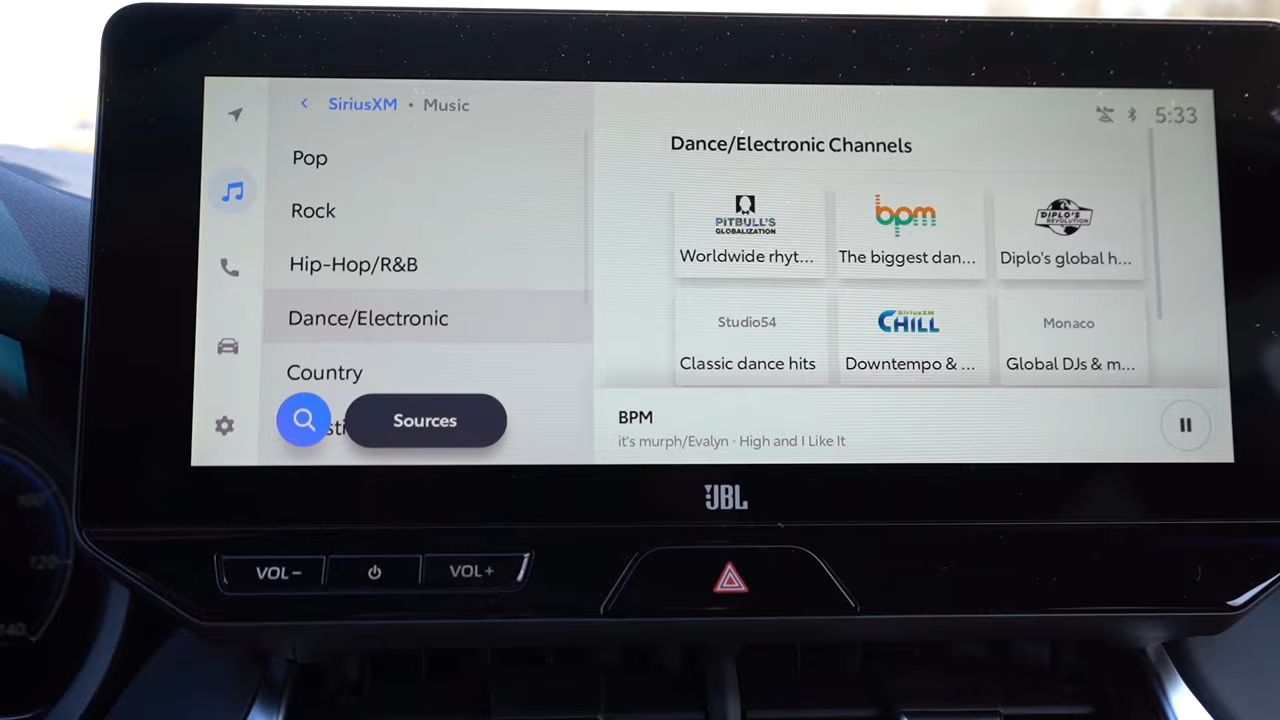 SiriusXM • Music
5:33
Pop
Rock
Hip-Hop/R&B
Dance/Electronic
Country
sti
Sources
Dance/Electronic Channels
PITBULL'S
GLOBALIZATION
Worldwide rhyt...
bpm
The biggest dan...
DIPLO'S
REVOLUTION
Diplo's global h...
Studio54
Classic dance hits
SiriusXM
CHILL
Downtempo & ...
Monaco
Global DJs & m...
BPM
it's murph/Evalyn · High and I Like It
JBL
VOL−
VOL+
120